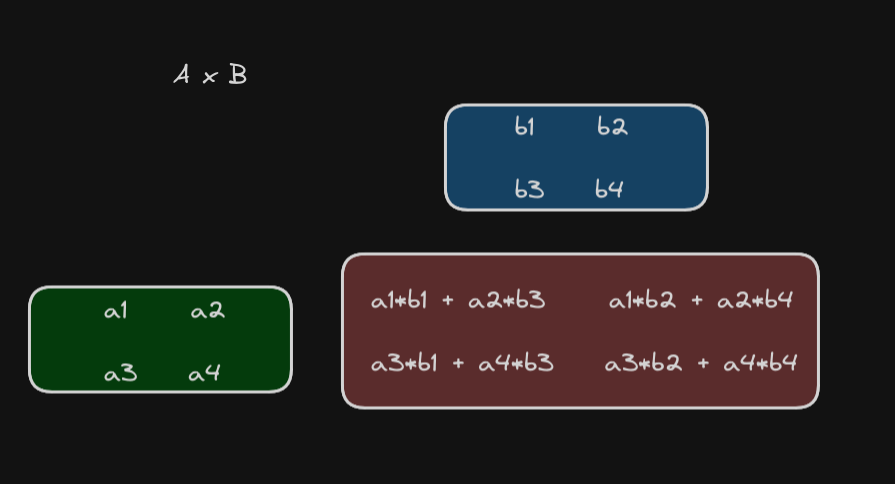 A x B
b1 b2
b3 b4
a1 a2
a3 a4
a1*b1 + a2*b3 a1*b2 + a2*b4
a3*b1 + a4*b3 a3*b2 + a4*b4